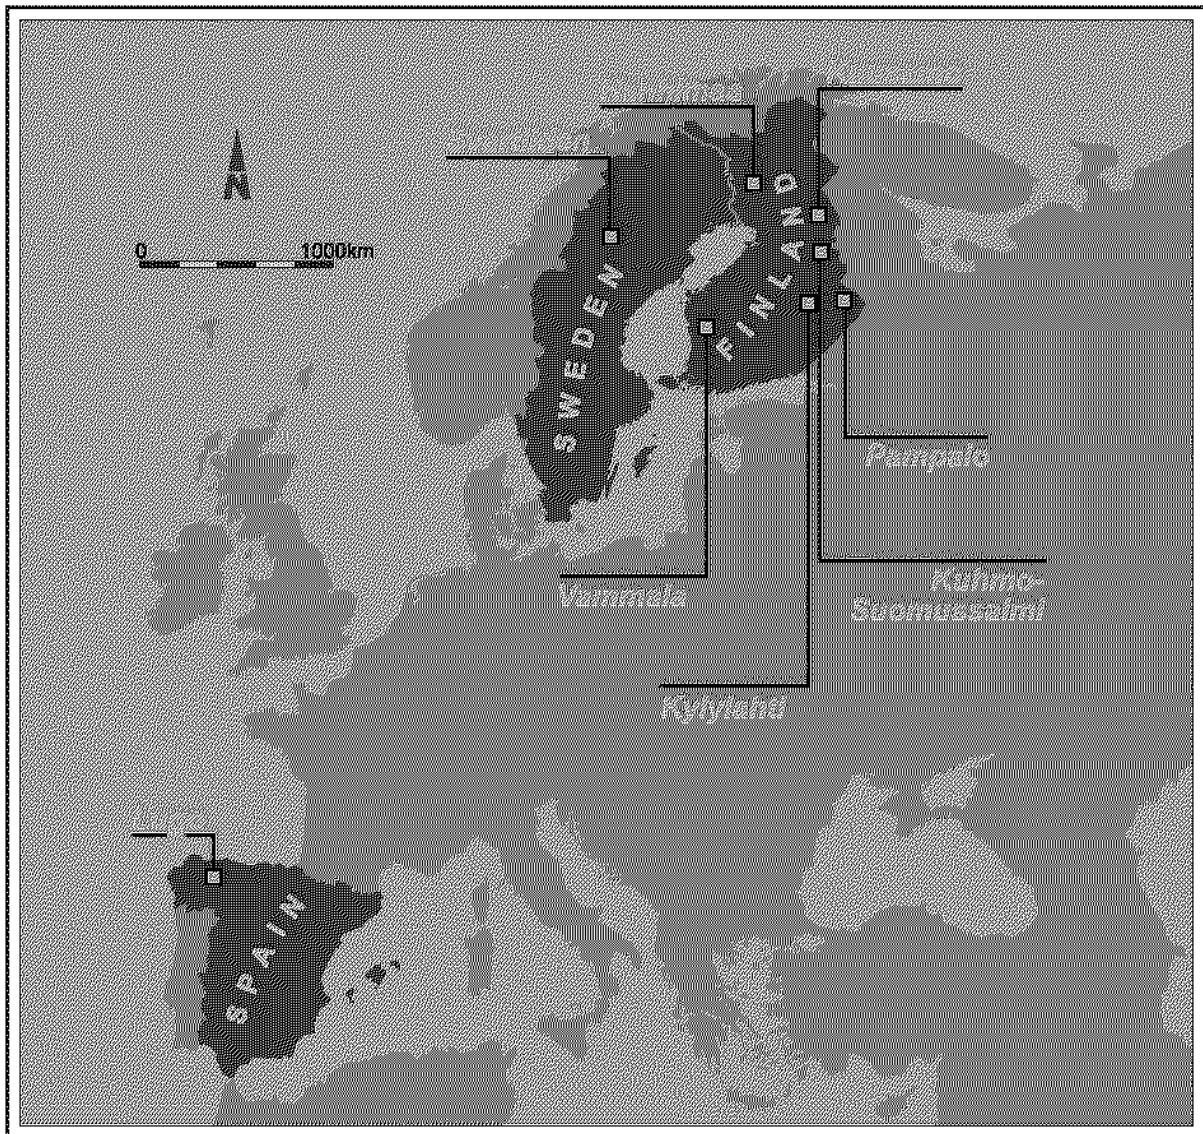 N
0 1000km
SWEDEN
FINLAND
Pampalo
Kuhmo-
Suomussalmi
Vammala
Kylylahti
SPAIN